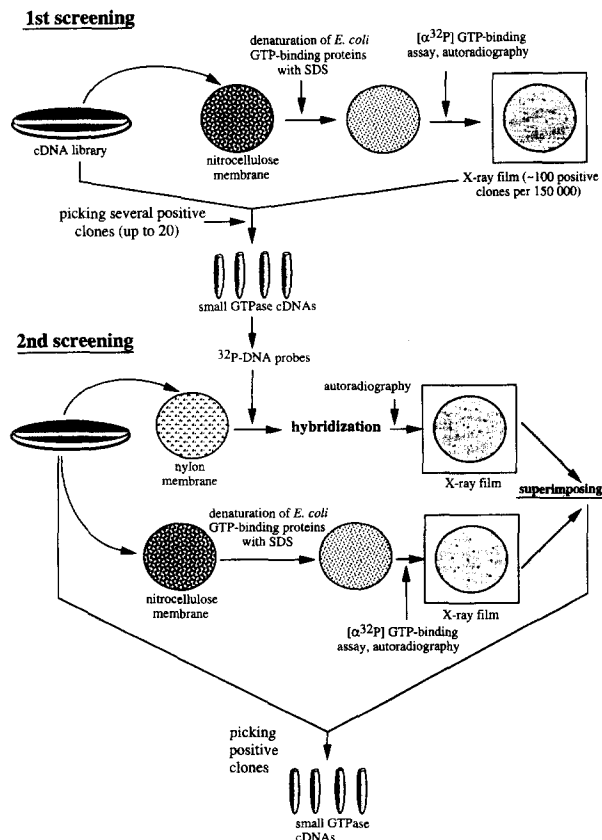 1st screening
denaturation of E. coli
GTP-binding proteins
with SDS
[α³²P] GTP-binding
assay, autoradiography
cDNA library
nitrocellulose
membrane
X-ray film (~100 positive
clones per 150 000)
picking several positive
clones (up to 20)
small GTPase cDNAs
2nd screening
³²P-DNA probes
autoradiography
hybridization
nylon
membrane
X-ray film
superimposing
denaturation of E. coli
GTP-binding proteins
with SDS
nitrocellulose
membrane
X-ray film
[α³²P] GTP-binding
assay, autoradiography
picking
positive
clones
small GTPase
cDNAs